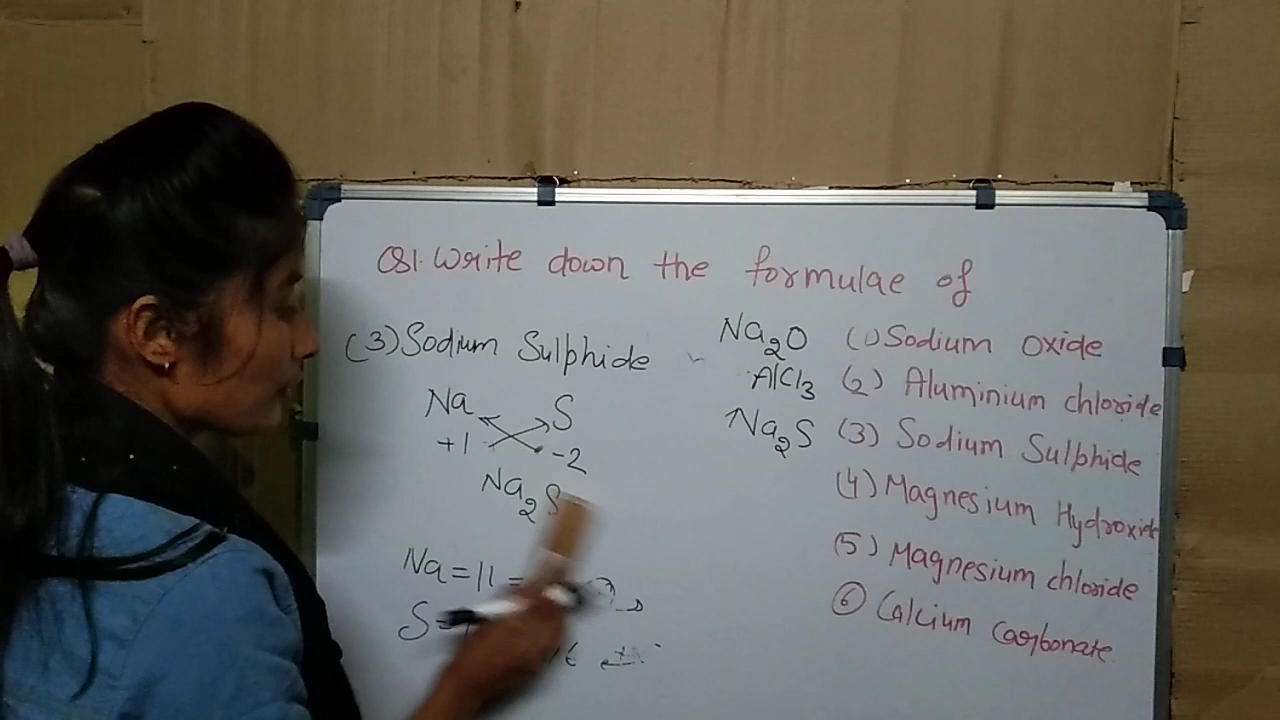 Q1. Write down the formulae of
(3) Sodium Sulphide
Na S
+1 -2
Na2S
Na = 11 =
S =
Na2O (1) Sodium oxide
AlCl3 (2) Aluminium chloride
Na2S (3) Sodium Sulphide
(4) Magnesium Hydroxide
(5) Magnesium chloride
6 Calcium Carbonate